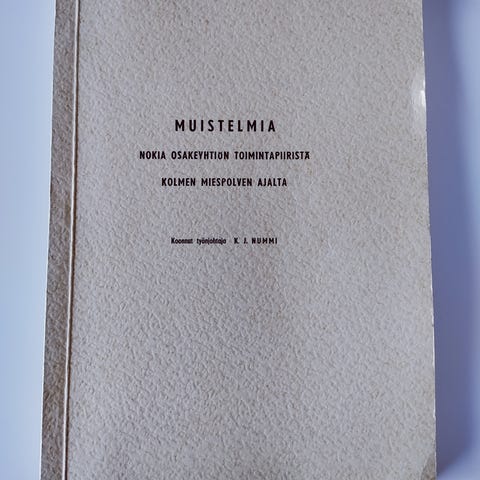 MUISTELMIA
NOKIA OSAKEYHTIÖN TOIMINTAPIIRISTÄ
KOLMEN MIESPOLVEN AJALTA
Koonnut työnjohtaja K. J. NUMMI